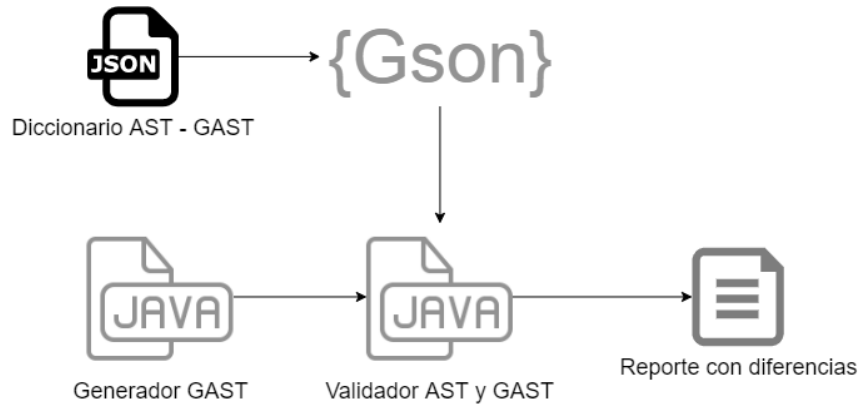 JSON
{Gson}
Diccionario AST - GAST
JAVA
JAVA
Generador GAST
Validador AST y GAST
Reporte con diferencias